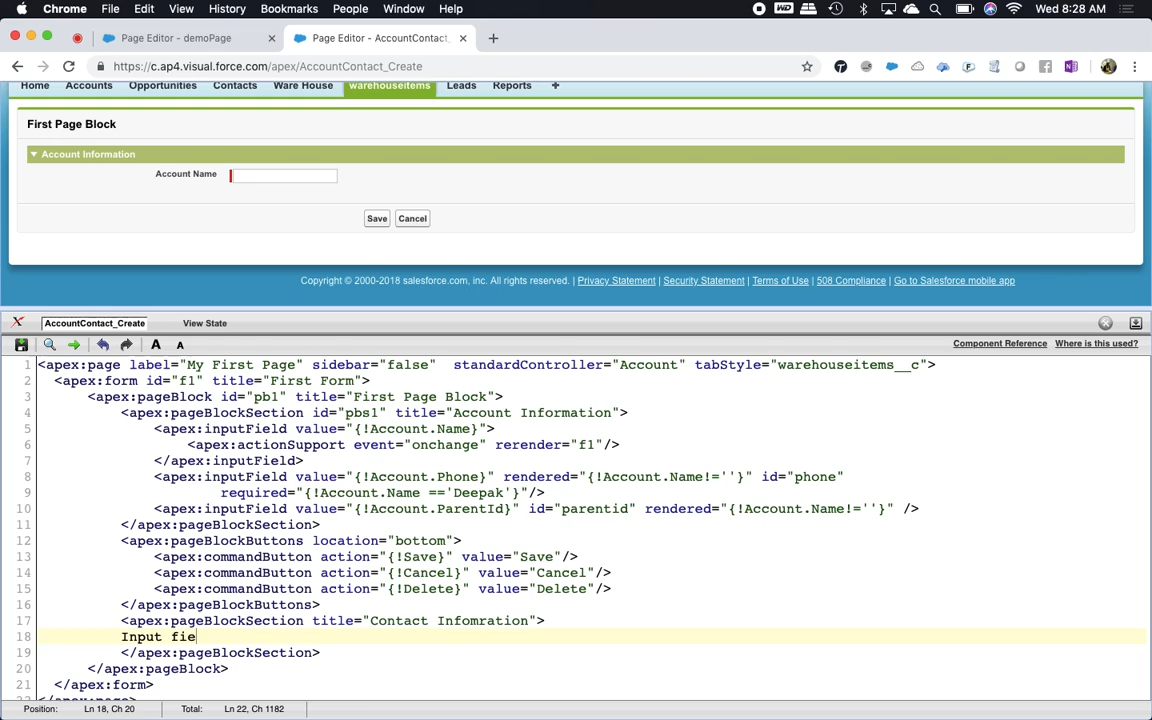 Chrome File Edit View History Bookmarks People Window Help WD Wed 8:28 AM
Page Editor - demoPage × Page Editor - AccountContact_ × +
https://c.ap4.visual.force.com/apex/AccountContact_Create
Home Accounts Opportunities Contacts Ware House warehouseitems Leads Reports +
First Page Block
Account Information
Account Name
Save Cancel
Copyright © 2000-2018 salesforce.com, inc. All rights reserved. | Privacy Statement | Security Statement | Terms of Use | 508 Compliance | Go to Salesforce mobile app
AccountContact_Create View State
A A Component Reference Where is this used?
1 <apex:page label="My First Page" sidebar="false" standardController="Account" tabStyle="warehouseitems__c">
2 <apex:form id="f1" title="First Form">
3 <apex:pageBlock id="pb1" title="First Page Block">
4 <apex:pageBlockSection id="pbs1" title="Account Information">
5 <apex:inputField value="{!Account.Name}">
6 <apex:actionSupport event="onchange" rerender="f1"/>
7 </apex:inputField>
8 <apex:inputField value="{!Account.Phone}" rendered="{!Account.Name!=''}" id="phone"
9 required="{!Account.Name =='Deepak'}"/>
10 <apex:inputField value="{!Account.ParentId}" id="parentid" rendered="{!Account.Name!=''}" />
11 </apex:pageBlockSection>
12 <apex:pageBlockButtons location="bottom">
13 <apex:commandButton action="{!Save}" value="Save"/>
14 <apex:commandButton action="{!Cancel}" value="Cancel"/>
15 <apex:commandButton action="{!Delete}" value="Delete"/>
16 </apex:pageBlockButtons>
17 <apex:pageBlockSection title="Contact Infomration">
18 Input fie
19 </apex:pageBlockSection>
20 </apex:pageBlock>
21 </apex:form>
22 </apex:page>
Position: Ln 18, Ch 20 Total: Ln 22, Ch 1182